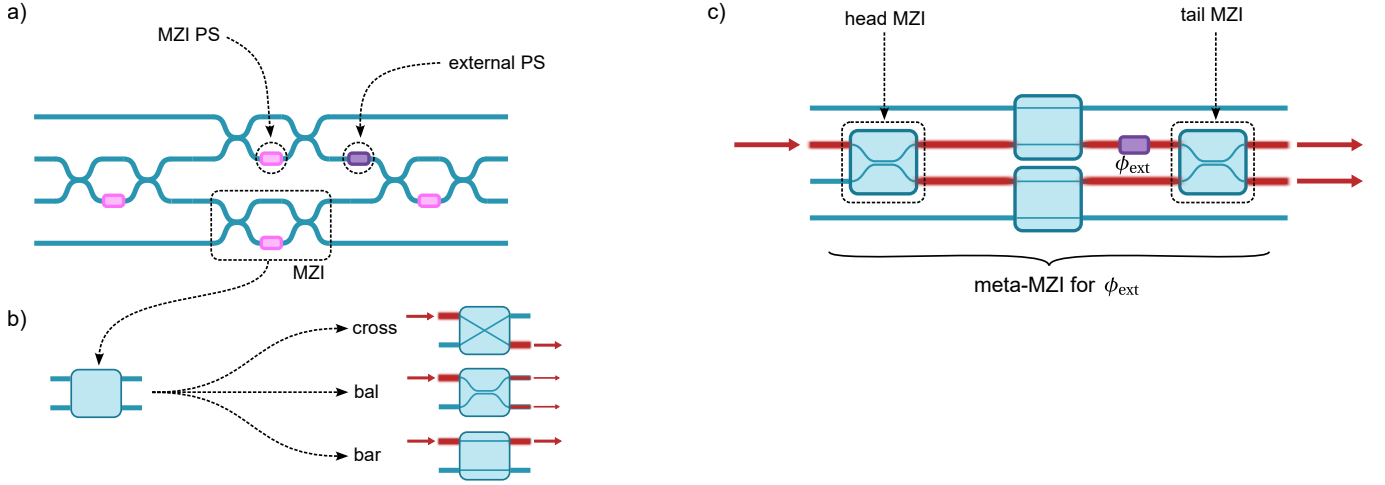 a)
MZI PS
external PS
MZI
b)
cross
bal
bar
c)
head MZI
tail MZI
ϕext
meta-MZI for ϕext